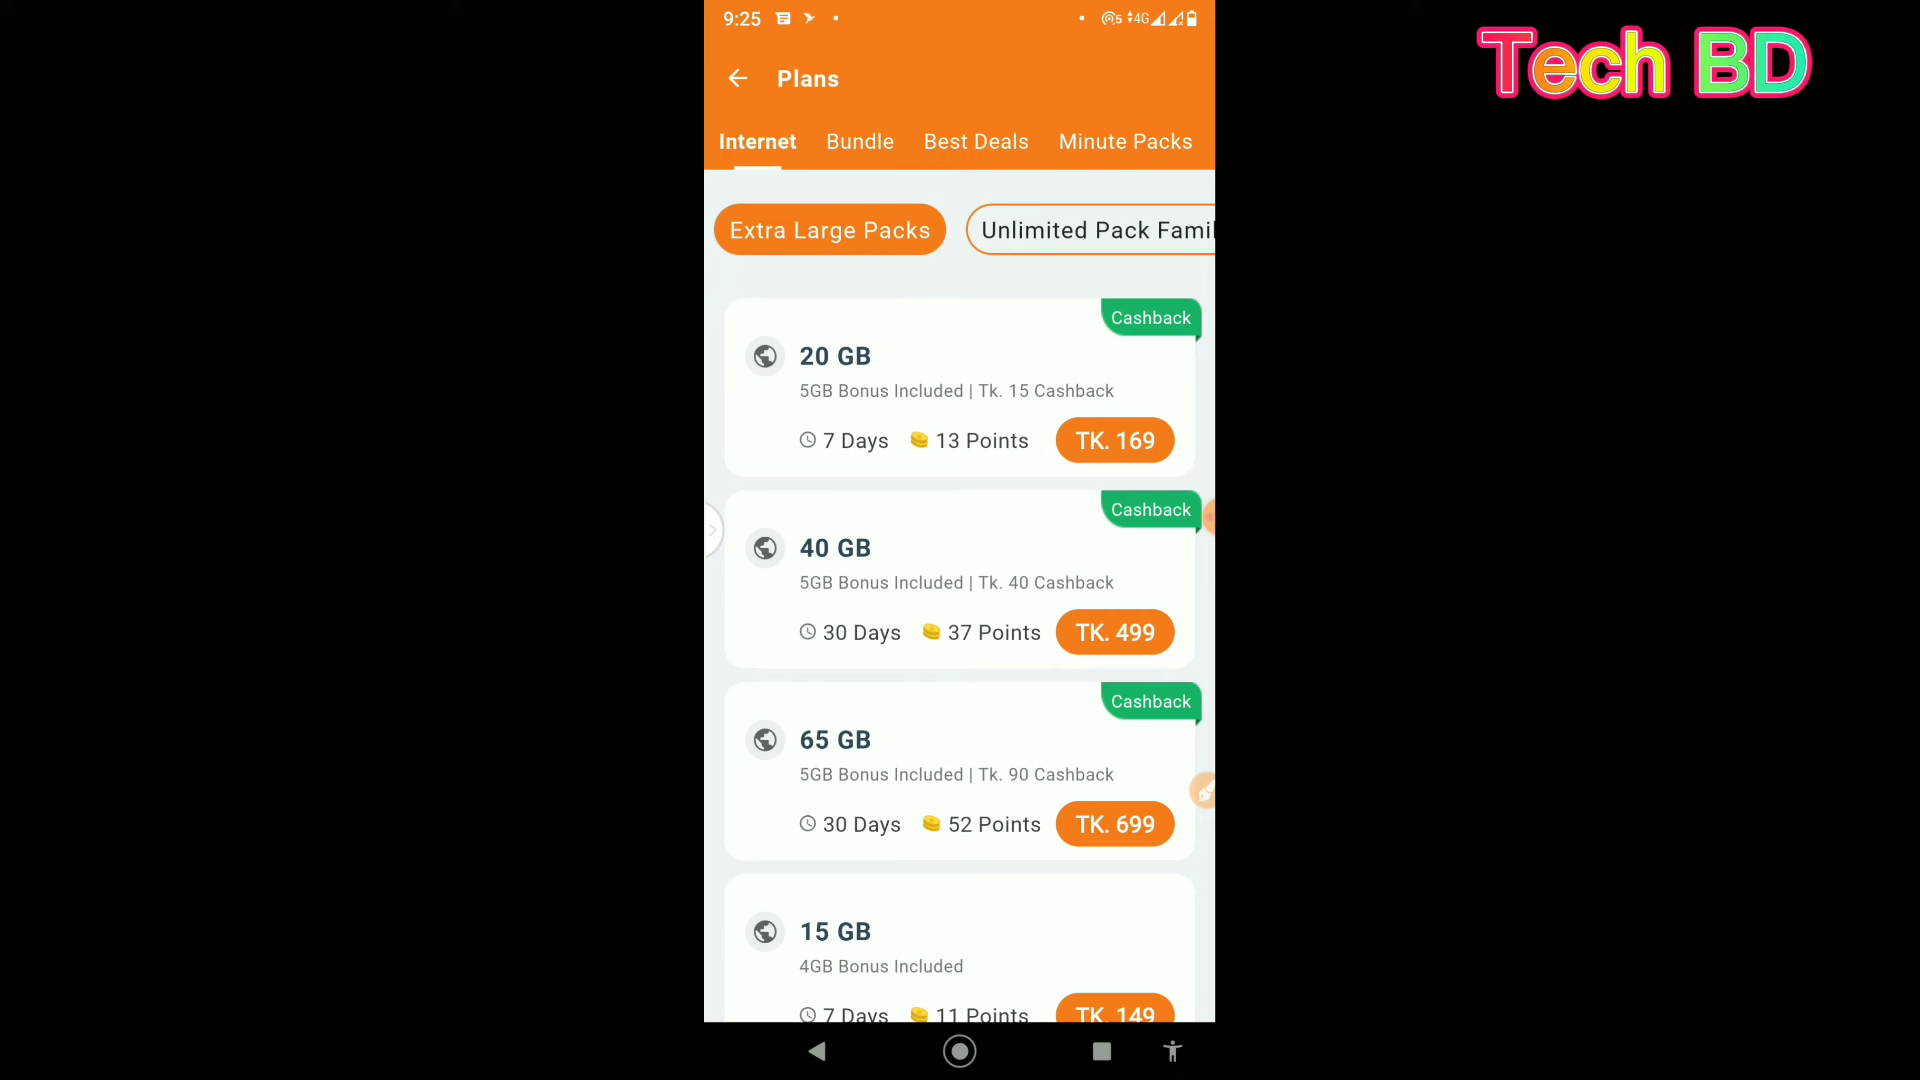 9:25
5 4G
Tech BD
Plans
Internet Bundle Best Deals Minute Packs
Extra Large Packs Unlimited Pack Famil
Cashback
20 GB
5GB Bonus Included | Tk. 15 Cashback
7 Days 13 Points TK. 169
Cashback
40 GB
5GB Bonus Included | Tk. 40 Cashback
30 Days 37 Points TK. 499
Cashback
65 GB
5GB Bonus Included | Tk. 90 Cashback
30 Days 52 Points TK. 699
15 GB
4GB Bonus Included
7 Days 11 Points TK. 149